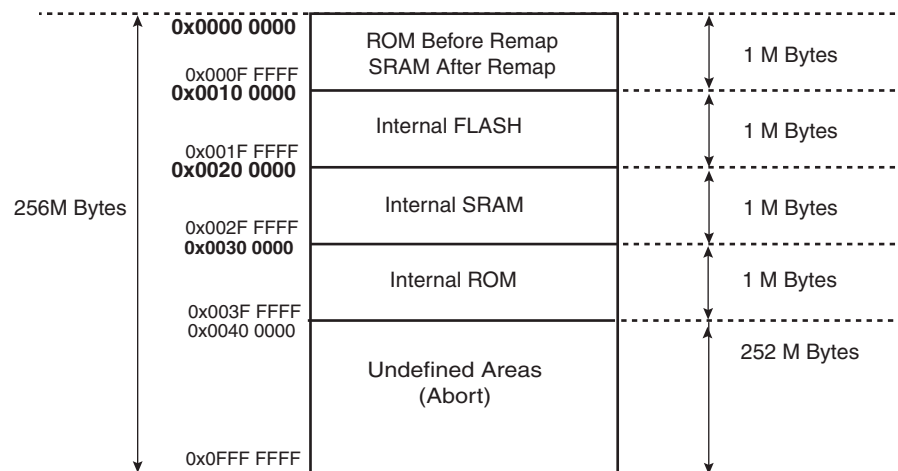 0x0000 0000
ROM Before Remap
SRAM After Remap
1 M Bytes
0x000F FFFF
0x0010 0000
Internal FLASH
1 M Bytes
0x001F FFFF
0x0020 0000
256M Bytes
Internal SRAM
1 M Bytes
0x002F FFFF
0x0030 0000
Internal ROM
1 M Bytes
0x003F FFFF
0x0040 0000
252 M Bytes
Undefined Areas
(Abort)
0x0FFF FFFF